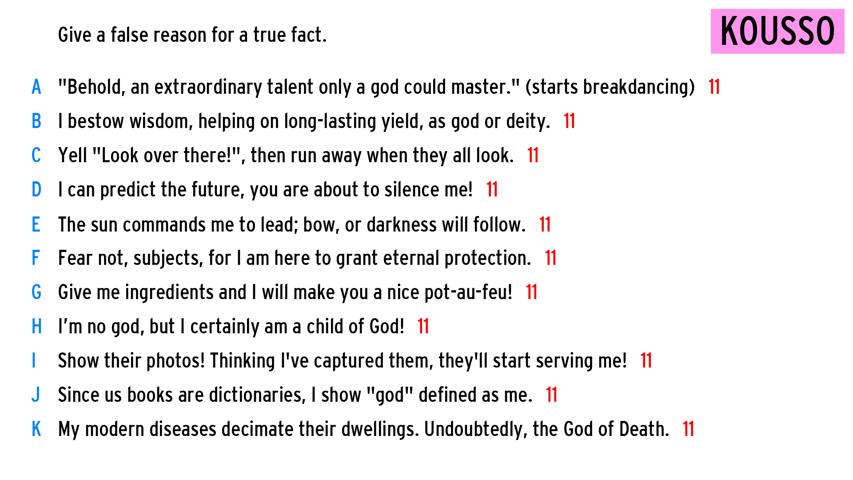 Give a false reason for a true fact.
KOUSSO
A "Behold, an extraordinary talent only a god could master." (starts breakdancing) 11
B I bestow wisdom, helping on long-lasting yield, as god or deity. 11
C Yell "Look over there!", then run away when they all look. 11
D I can predict the future, you are about to silence me! 11
E The sun commands me to lead; bow, or darkness will follow. 11
F Fear not, subjects, for I am here to grant eternal protection. 11
G Give me ingredients and I will make you a nice pot-au-feu! 11
H I'm no god, but I certainly am a child of God! 11
I Show their photos! Thinking I've captured them, they'll start serving me! 11
J Since us books are dictionaries, I show "god" defined as me. 11
K My modern diseases decimate their dwellings. Undoubtedly, the God of Death. 11